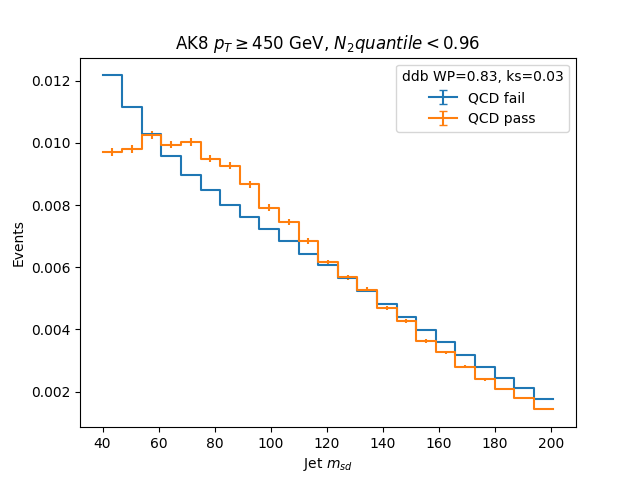 AK8 $p_T \geq 450$ GeV, $N_2quantile < 0.96$
ddb WP=0.83, ks=0.03
QCD fail
QCD pass
Events
0.012
0.010
0.008
0.006
0.004
0.002
40 60 80 100 120 140 160 180 200
Jet $m_{sd}$